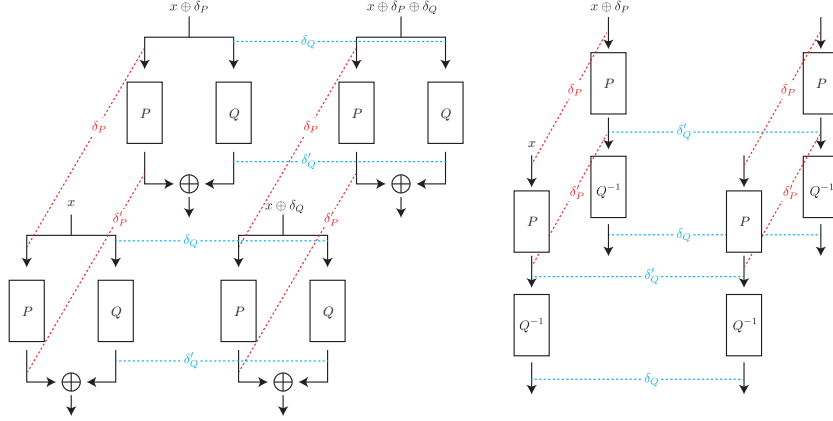 x ⊕ δ_P
x ⊕ δ_P ⊕ δ_Q
x ⊕ δ_P
δ_Q
δ_P
P
Q
δ_P
P
Q
δ_P
P
δ_P
P
δ'_Q
δ'_Q
x
δ'_P
x ⊕ δ_Q
δ'_P
x
δ'_P
Q⁻¹
δ'_P
Q⁻¹
P
P
δ_Q
δ_Q
δ'_Q
P
Q
P
Q
Q⁻¹
Q⁻¹
δ'_Q
δ_Q